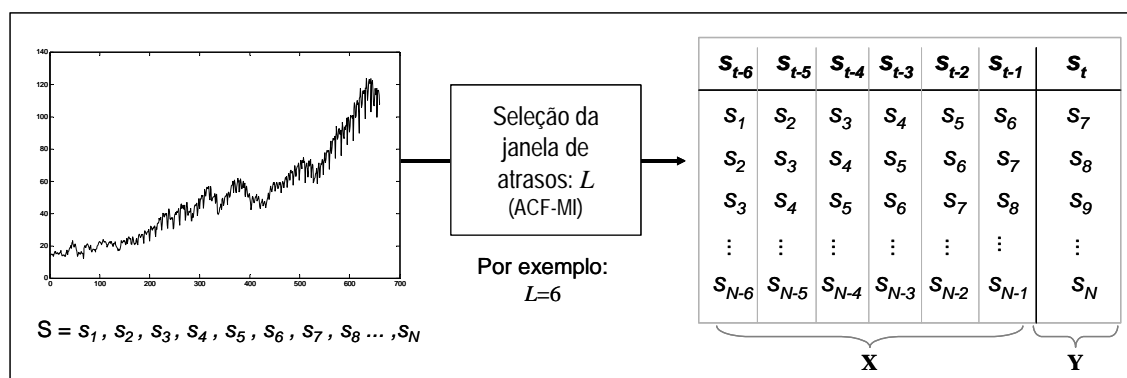 140
120
100
80
60
40
20
0
0 100 200 300 400 500 600 700
S = s1 , s2 , s3 , s4 , s5 , s6 , s7 , s8 ... ,sN
Seleção da
janela de
atrasos: L
(ACF-MI)
Por exemplo:
L=6
st-6 st-5 st-4 st-3 st-2 st-1 st
s1 s2 s3 s4 s5 s6 s7
s2 s3 s4 s5 s6 s7 s8
s3 s4 s5 s6 s7 s8 s9
⋮ ⋮ ⋮ ⋮ ⋮ ⋮ ⋮
sN-6 sN-5 sN-4 sN-3 sN-2 sN-1 sN
X Y